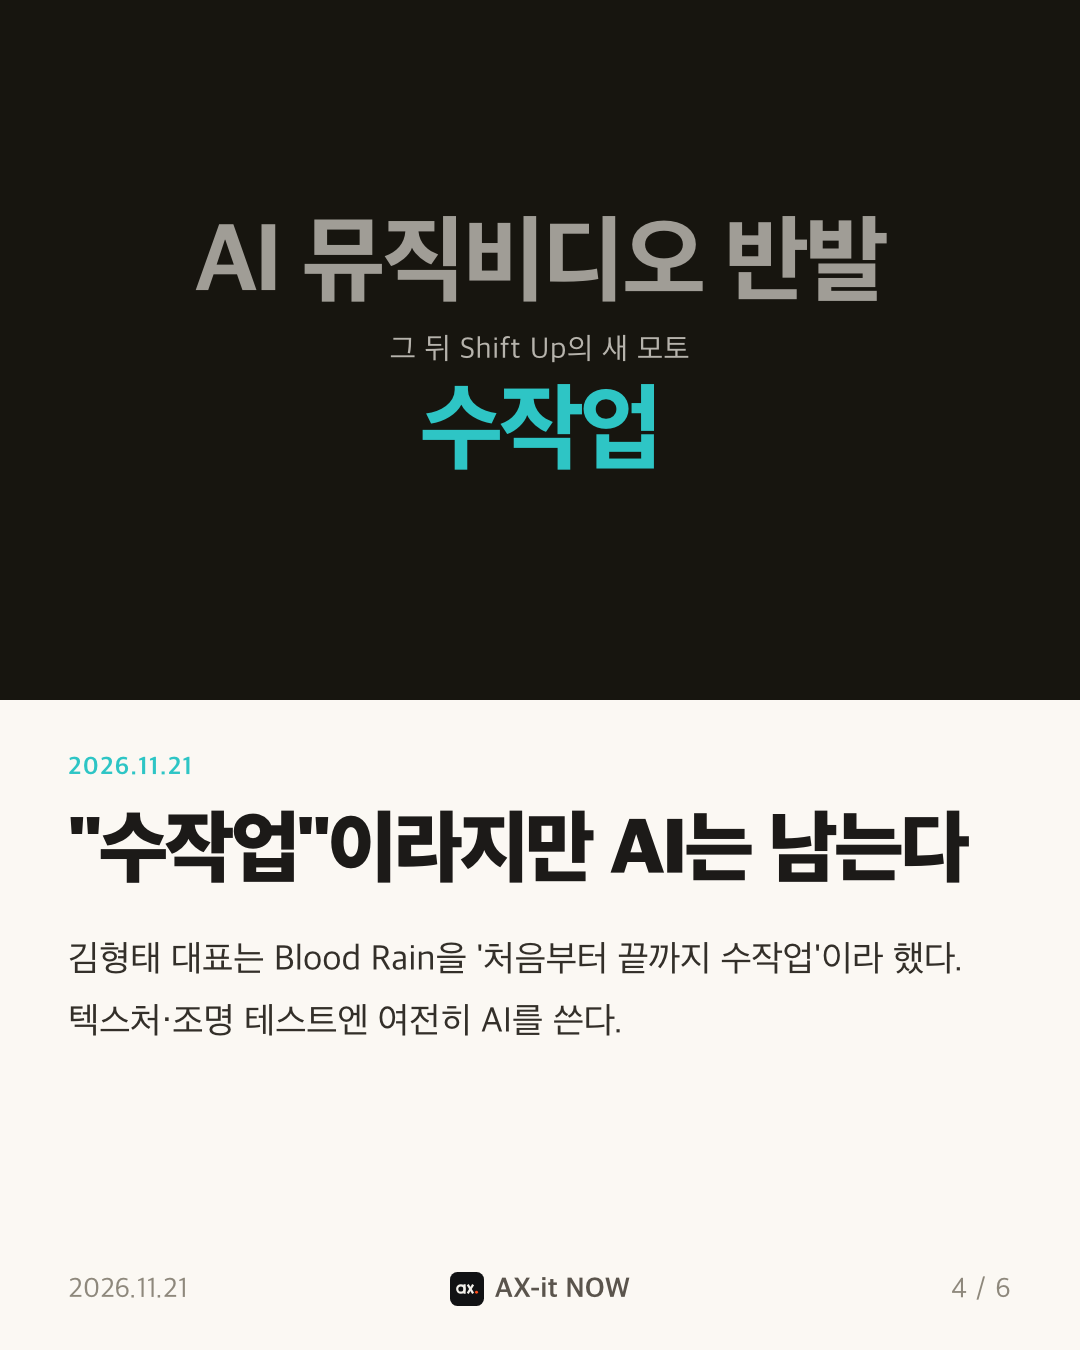 AI 뮤직비디오 반발
그 뒤 Shift Up의 새 모토
수작업
2026.11.21
"수작업"이라지만 AI는 남는다
김형태 대표는 Blood Rain을 '처음부터 끝까지 수작업'이라 했다.
텍스처·조명 테스트엔 여전히 AI를 쓴다.
2026.11.21
ax. AX-it NOW
4 / 6